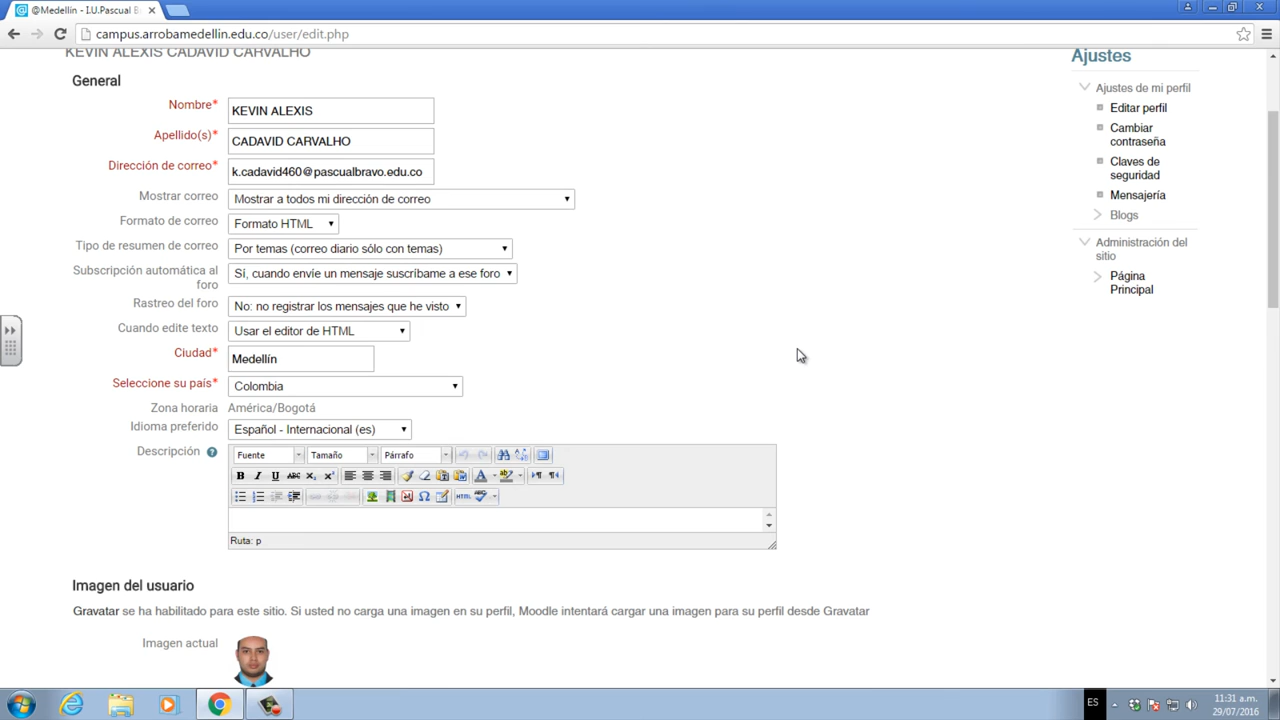 @Medellín - I.U.Pascual B
campus.arrobamedellin.edu.co/user/edit.php
KEVIN ALEXIS CADAVID CARVALHO
General
Nombre* KEVIN ALEXIS
Apellido(s)* CADAVID CARVALHO
Dirección de correo* k.cadavid460@pascualbravo.edu.co
Mostrar correo Mostrar a todos mi dirección de correo
Formato de correo Formato HTML
Tipo de resumen de correo Por temas (correo diario sólo con temas)
Subscripción automática al
foro
Sí, cuando envíe un mensaje suscríbame a ese foro
Rastreo del foro No: no registrar los mensajes que he visto
Cuando edite texto Usar el editor de HTML
Ciudad* Medellín
Seleccione su país* Colombia
Zona horaria América/Bogotá
Idioma preferido Español - Internacional (es)
Descripción
Fuente Tamaño Párrafo
B I U ABC
HTML
Ruta: p
Imagen del usuario
Gravatar se ha habilitado para este sitio. Si usted no carga una imagen en su perfil, Moodle intentará cargar una imagen para su perfil desde Gravatar
Imagen actual
Ajustes
Ajustes de mi perfil
Editar perfil
Cambiar
contraseña
Claves de
seguridad
Mensajería
Blogs
Administración del
sitio
Página
Principal
ES
11:31 a.m.
29/07/2016